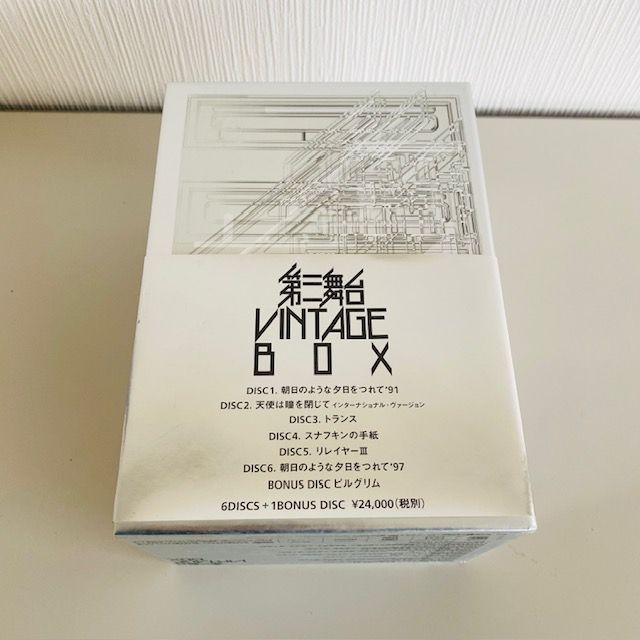 第三舞台
VINTAGE
BOX
DISC1. 朝日のような夕日をつれて'91
DISC2. 天使は瞳を閉じて インターナショナル・ヴァージョン
DISC3. トランス
DISC4. スナフキンの手紙
DISC5. リレイヤーⅢ
DISC6. 朝日のような夕日をつれて'97
BONUS DISC ピルグリム
6DISCS+1BONUS DISC ¥24,000(税別)